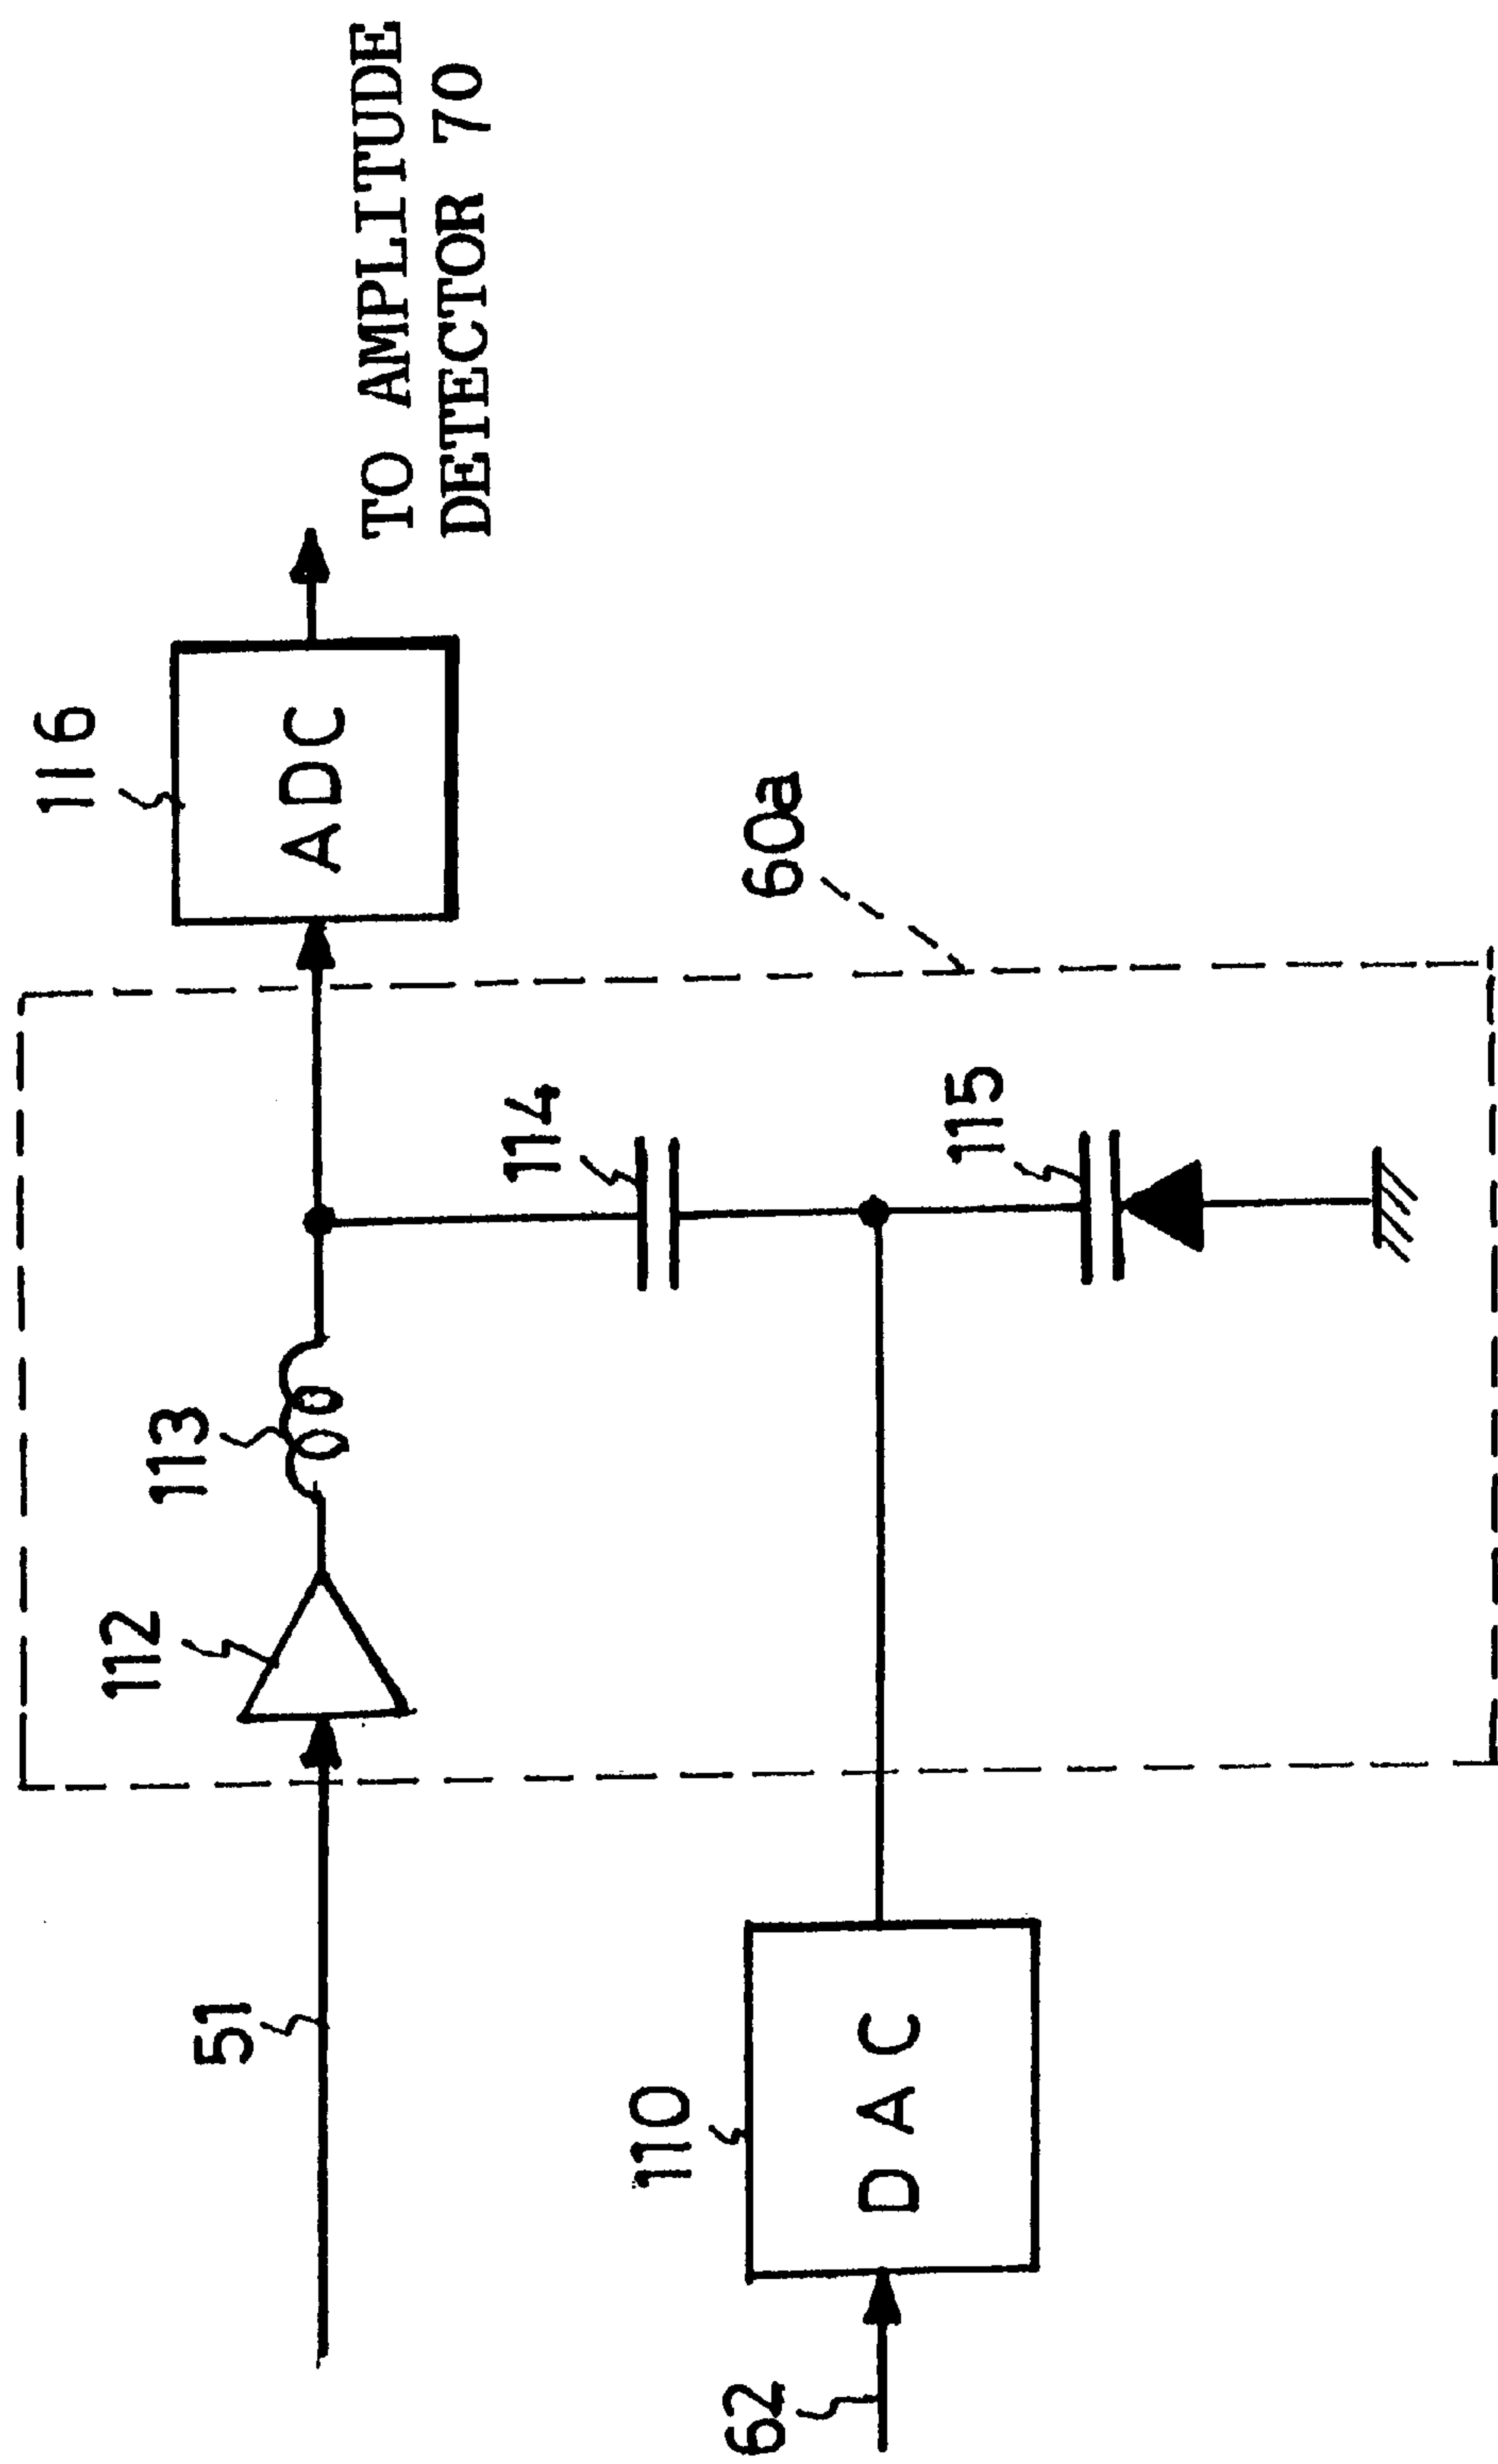 51
112
113
116
ADC
TO AMPLITUDE
DETECTOR 70
114
60a
115
110
DAC
62